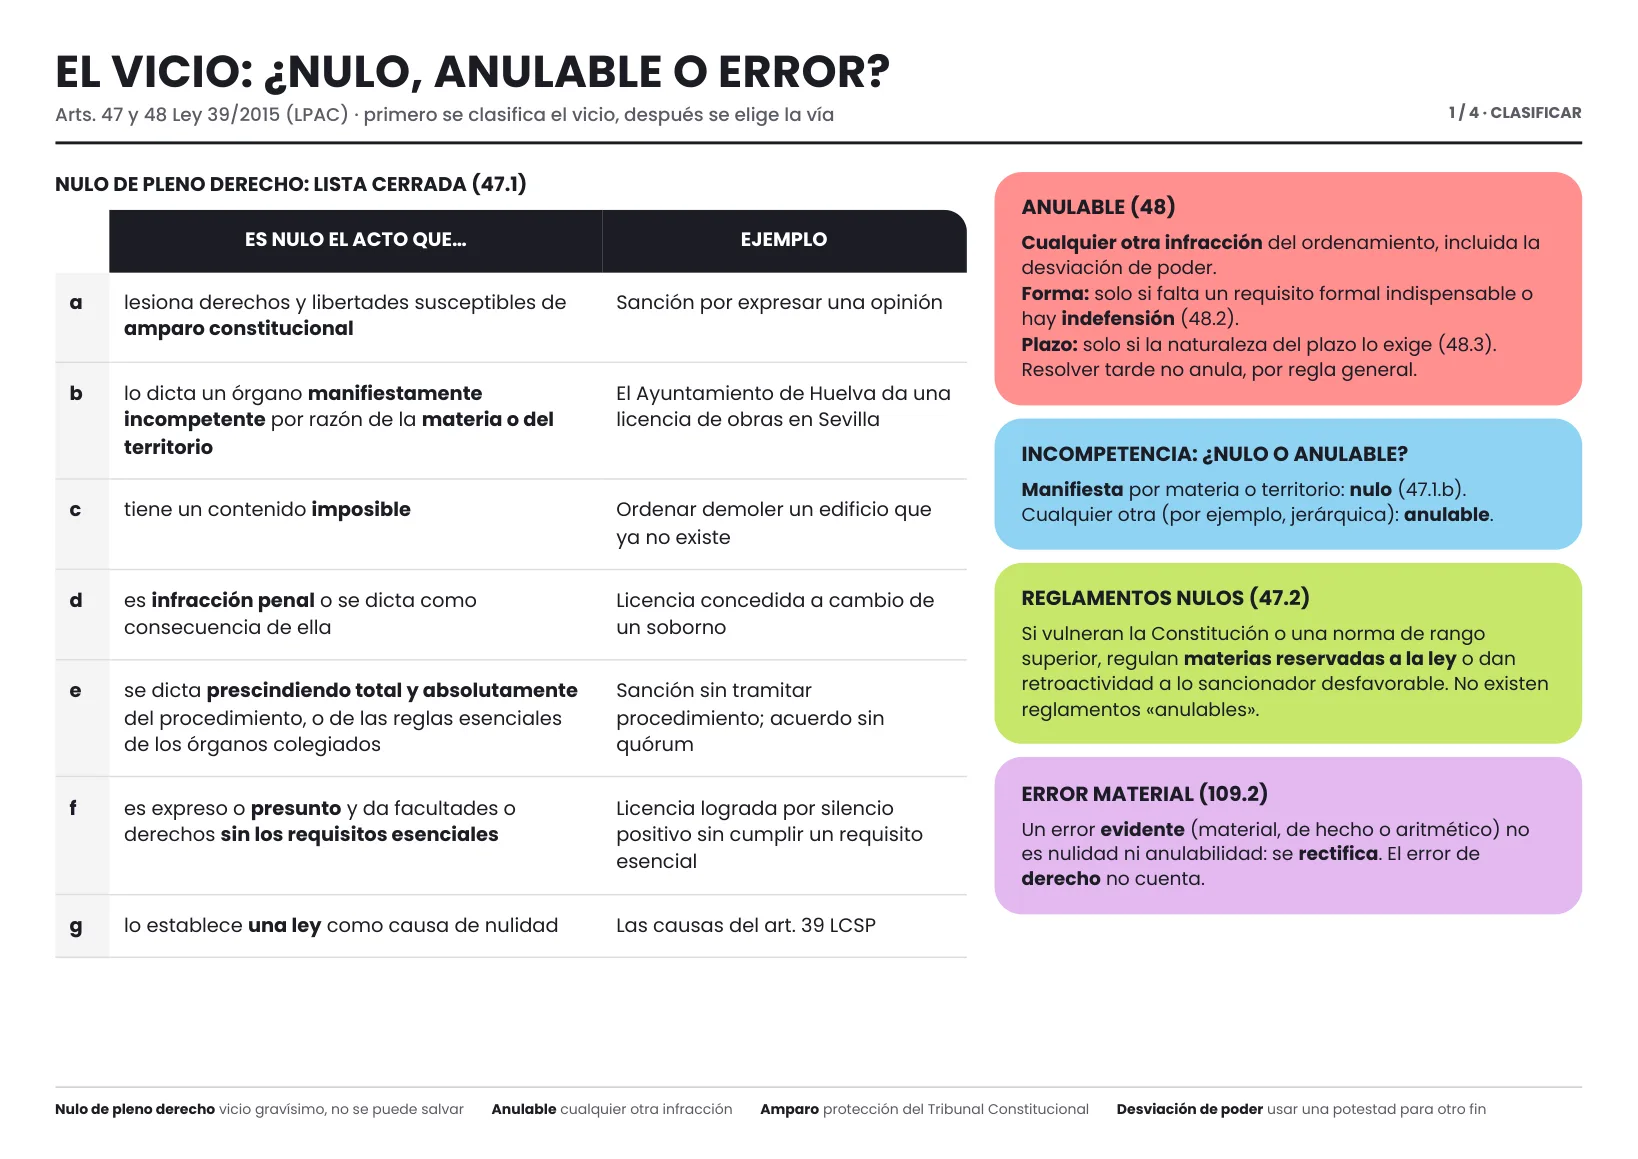 EL VICIO: ¿NULO, ANULABLE O ERROR?
Arts. 47 y 48 Ley 39/2015 (LPAC) · primero se clasifica el vicio, después se elige la vía
1 / 4 · CLASIFICAR
NULO DE PLENO DERECHO: LISTA CERRADA (47.1)
ES NULO EL ACTO QUE…
EJEMPLO
a
lesiona derechos y libertades susceptibles de
amparo constitucional
Sanción por expresar una opinión
b
lo dicta un órgano manifiestamente
incompetente por razón de la materia o del
territorio
El Ayuntamiento de Huelva da una
licencia de obras en Sevilla
c
tiene un contenido imposible
Ordenar demoler un edificio que
ya no existe
d
es infracción penal o se dicta como
consecuencia de ella
Licencia concedida a cambio de
un soborno
e
se dicta prescindiendo total y absolutamente
del procedimiento, o de las reglas esenciales
de los órganos colegiados
Sanción sin tramitar
procedimiento; acuerdo sin
quórum
f
es expreso o presunto y da facultades o
derechos sin los requisitos esenciales
Licencia lograda por silencio
positivo sin cumplir un requisito
esencial
g
lo establece una ley como causa de nulidad
Las causas del art. 39 LCSP
ANULABLE (48)
Cualquier otra infracción del ordenamiento, incluida la
desviación de poder.
Forma: solo si falta un requisito formal indispensable o
hay indefensión (48.2).
Plazo: solo si la naturaleza del plazo lo exige (48.3).
Resolver tarde no anula, por regla general.
INCOMPETENCIA: ¿NULO O ANULABLE?
Manifiesta por materia o territorio: nulo (47.1.b).
Cualquier otra (por ejemplo, jerárquica): anulable.
REGLAMENTOS NULOS (47.2)
Si vulneran la Constitución o una norma de rango
superior, regulan materias reservadas a la ley o dan
retroactividad a lo sancionador desfavorable. No existen
reglamentos «anulables».
ERROR MATERIAL (109.2)
Un error evidente (material, de hecho o aritmético) no
es nulidad ni anulabilidad: se rectifica. El error de
derecho no cuenta.
Nulo de pleno derecho vicio gravísimo, no se puede salvar
Anulable cualquier otra infracción
Amparo protección del Tribunal Constitucional
Desviación de poder usar una potestad para otro fin